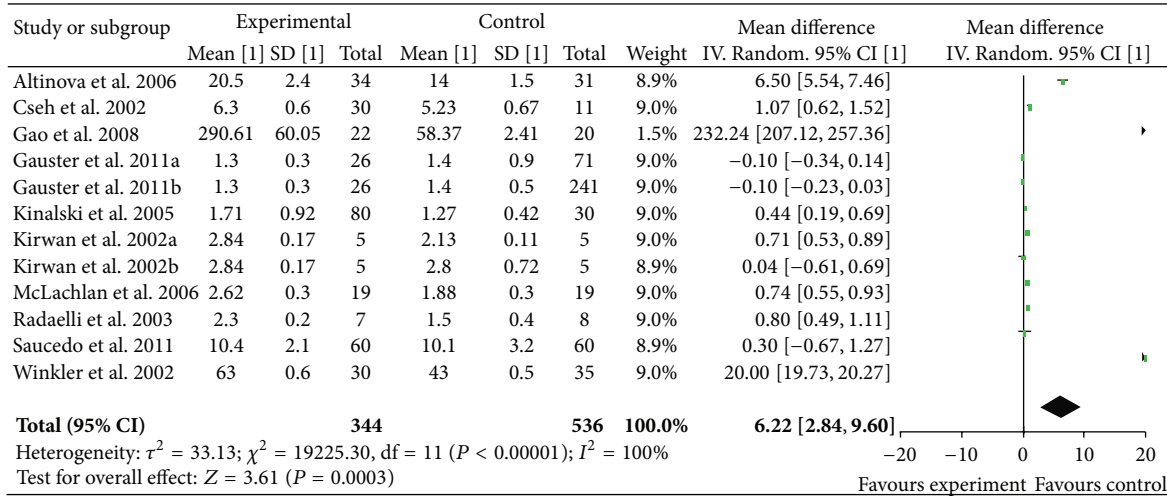 Study or subgroup Experimental Control Mean difference Mean difference
Mean [1] SD [1] Total Mean [1] SD [1] Total Weight IV. Random. 95% CI [1] IV. Random. 95% CI [1]
Altinova et al. 2006 20.5 2.4 34 14 1.5 31 8.9% 6.50 [5.54, 7.46]
Cseh et al. 2002 6.3 0.6 30 5.23 0.67 11 9.0% 1.07 [0.62, 1.52]
Gao et al. 2008 290.61 60.05 22 58.37 2.41 20 1.5% 232.24 [207.12, 257.36]
Gauster et al. 2011a 1.3 0.3 26 1.4 0.9 71 9.0% −0.10 [−0.34, 0.14]
Gauster et al. 2011b 1.3 0.3 26 1.4 0.5 241 9.0% −0.10 [−0.23, 0.03]
Kinalski et al. 2005 1.71 0.92 80 1.27 0.42 30 9.0% 0.44 [0.19, 0.69]
Kirwan et al. 2002a 2.84 0.17 5 2.13 0.11 5 9.0% 0.71 [0.53, 0.89]
Kirwan et al. 2002b 2.84 0.17 5 2.8 0.72 5 8.9% 0.04 [−0.61, 0.69]
McLachlan et al. 2006 2.62 0.3 19 1.88 0.3 19 9.0% 0.74 [0.55, 0.93]
Radaelli et al. 2003 2.3 0.2 7 1.5 0.4 8 9.0% 0.80 [0.49, 1.11]
Saucedo et al. 2011 10.4 2.1 60 10.1 3.2 60 8.9% 0.30 [−0.67, 1.27]
Winkler et al. 2002 63 0.6 30 43 0.5 35 9.0% 20.00 [19.73, 20.27]
Total (95% CI) 344 536 100.0% 6.22 [2.84, 9.60]
Heterogeneity: τ² = 33.13; χ² = 19225.30, df = 11 (P < 0.00001); I² = 100%
−20 −10 0 10 20
Test for overall effect: Z = 3.61 (P = 0.0003)
Favours experiment Favours control